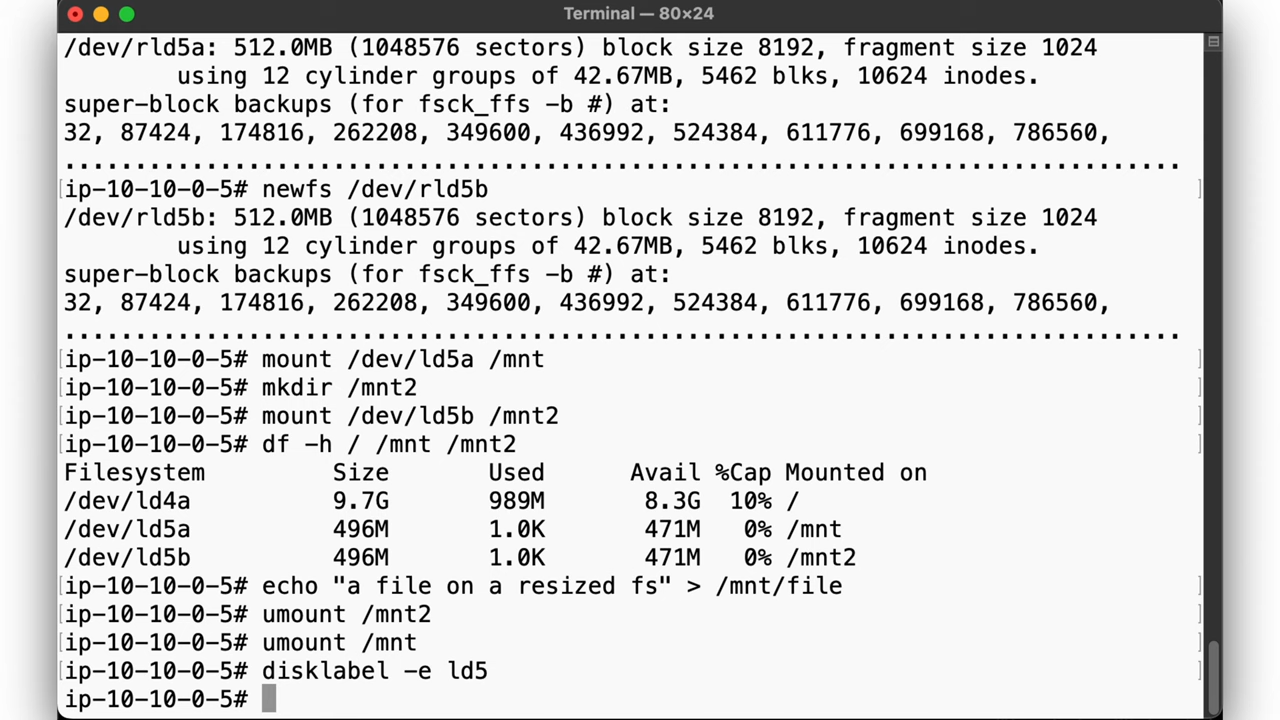 Terminal — 80×24
/dev/rld5a: 512.0MB (1048576 sectors) block size 8192, fragment size 1024
using 12 cylinder groups of 42.67MB, 5462 blks, 10624 inodes.
super-block backups (for fsck_ffs -b #) at:
32, 87424, 174816, 262208, 349600, 436992, 524384, 611776, 699168, 786560,
...............................................................................
[ip-10-10-0-5# newfs /dev/rld5b ]
/dev/rld5b: 512.0MB (1048576 sectors) block size 8192, fragment size 1024
using 12 cylinder groups of 42.67MB, 5462 blks, 10624 inodes.
super-block backups (for fsck_ffs -b #) at:
32, 87424, 174816, 262208, 349600, 436992, 524384, 611776, 699168, 786560,
...............................................................................
[ip-10-10-0-5# mount /dev/ld5a /mnt ]
[ip-10-10-0-5# mkdir /mnt2 ]
[ip-10-10-0-5# mount /dev/ld5b /mnt2 ]
[ip-10-10-0-5# df -h / /mnt /mnt2 ]
Filesystem Size Used Avail %Cap Mounted on
/dev/ld4a 9.7G 989M 8.3G 10% /
/dev/ld5a 496M 1.0K 471M 0% /mnt
/dev/ld5b 496M 1.0K 471M 0% /mnt2
[ip-10-10-0-5# echo "a file on a resized fs" > /mnt/file ]
[ip-10-10-0-5# umount /mnt2 ]
[ip-10-10-0-5# umount /mnt ]
[ip-10-10-0-5# disklabel -e ld5 ]
ip-10-10-0-5#